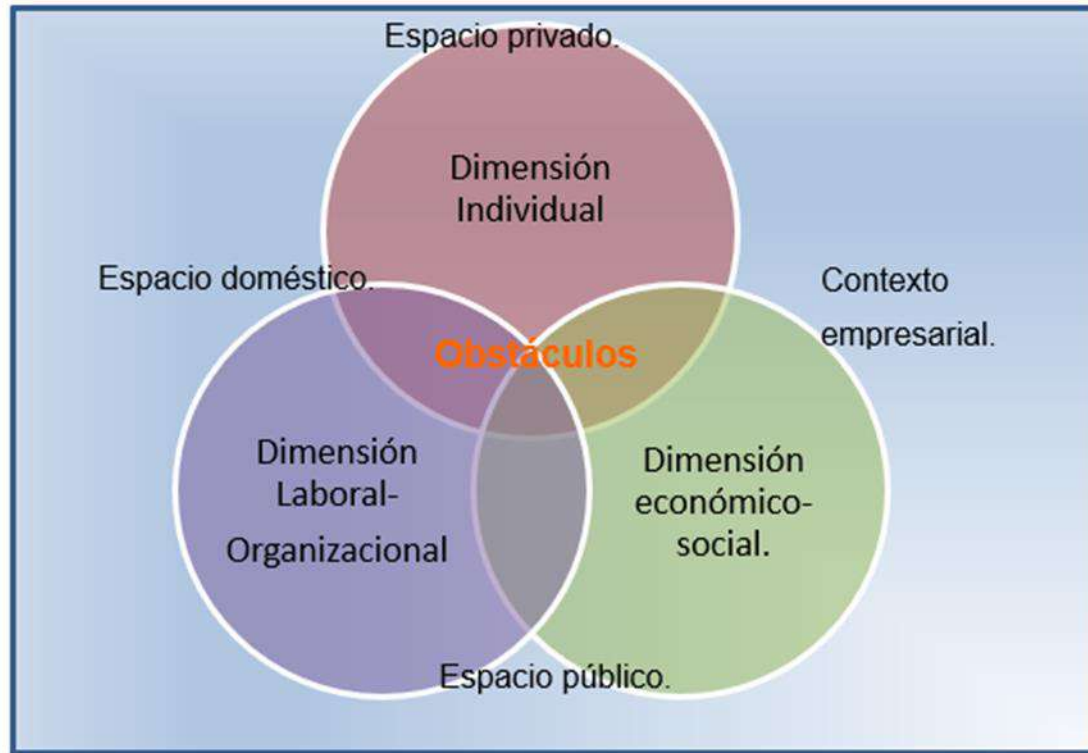 Espacio privado.
Dimensión
Individual
Espacio doméstico.
Contexto
empresarial.
Obstáculos
Dimensión
Laboral-
Organizacional
Dimensión
económico-
social.
Espacio público.